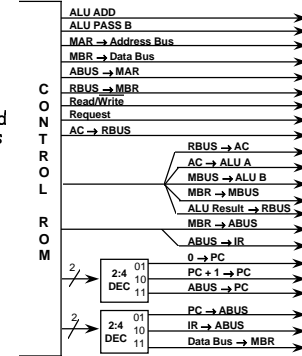 ALU ADD
ALU PASS B
MAR → Address Bus
MBR → Data Bus
ABUS → MAR
RBUS → MBR
Read/Write
Request
AC → RBUS
CONTROL
ROM
RBUS → AC
AC → ALU A
MBUS → ALU B
MBR → MBUS
ALU Result → RBUS
MBR → ABUS
ABUS → IR
2
2:4
DEC
01
10
11
0 → PC
PC + 1 → PC
ABUS → PC
2
2:4
DEC
01
10
11
PC → ABUS
IR → ABUS
Data Bus → MBR